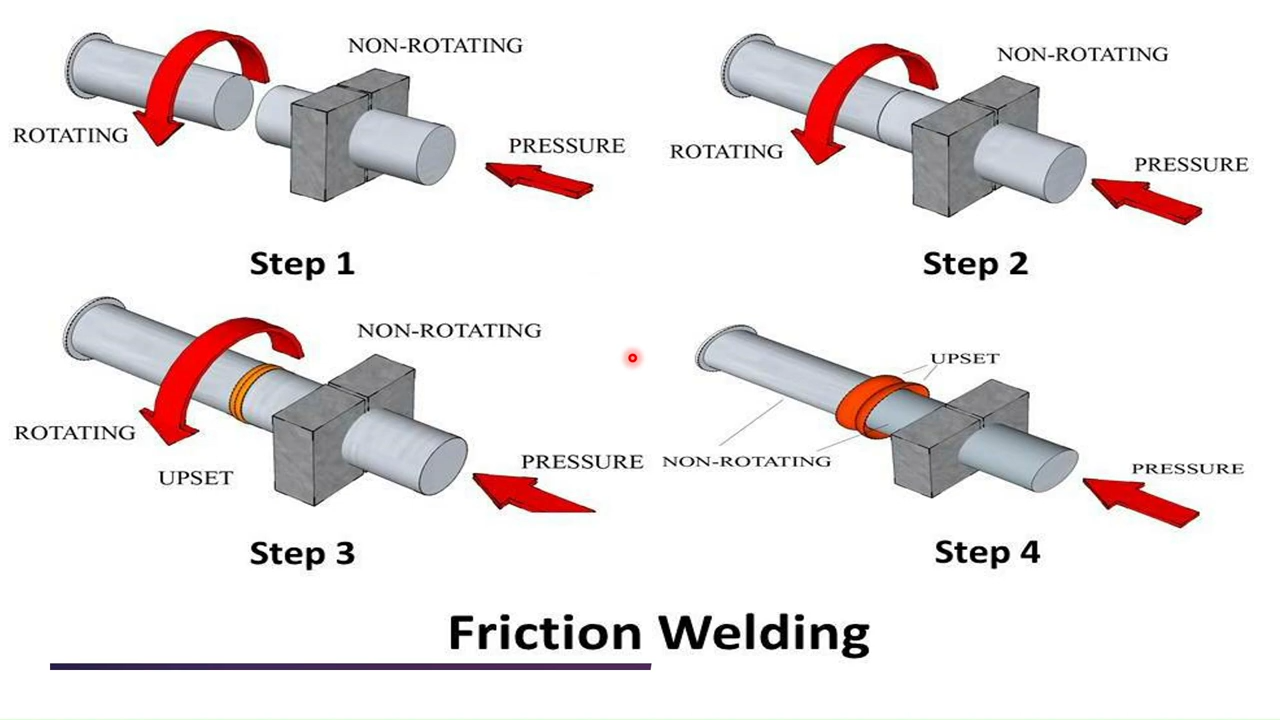 NON-ROTATING
ROTATING
PRESSURE
Step 1
NON-ROTATING
ROTATING
PRESSURE
Step 2
NON-ROTATING
ROTATING
UPSET
PRESSURE
Step 3
UPSET
NON-ROTATING
PRESSURE
Step 4
Friction Welding